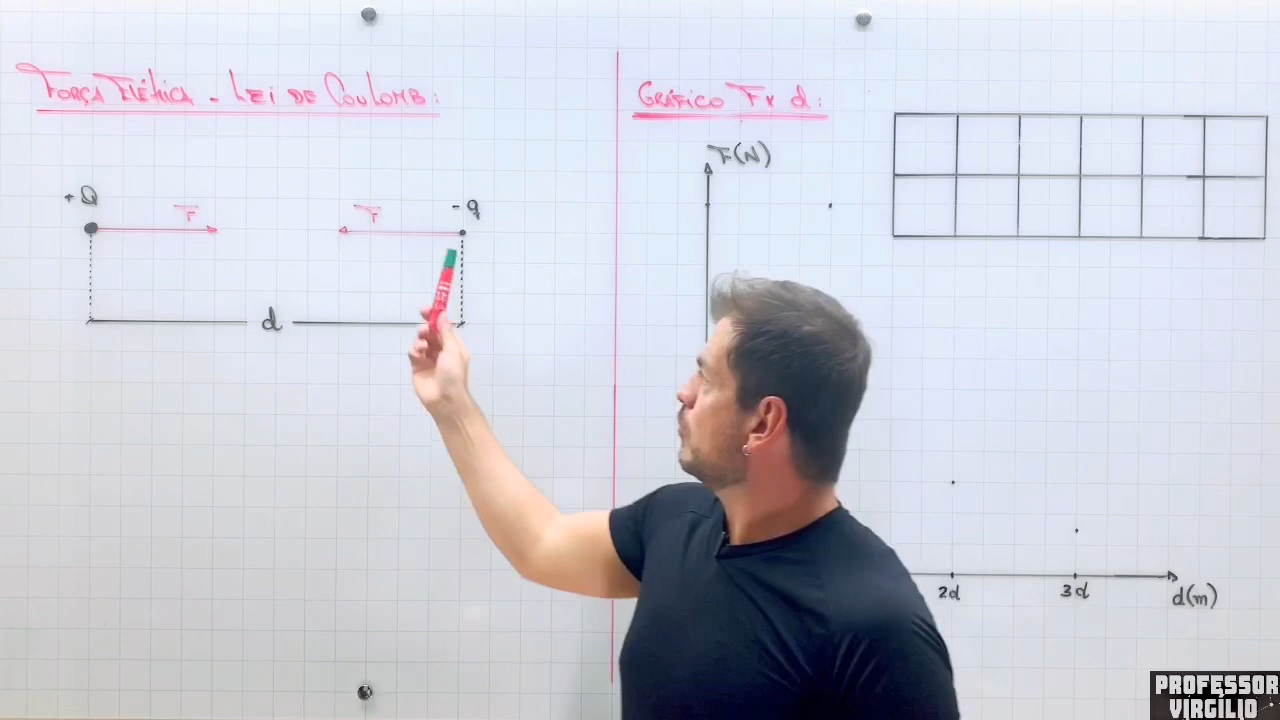 FORÇA ELÉTRICA - LEI DE COULOMB:
+Q
F
F
-q
d
GRÁFICO F x d:
F(N)
2d
3d
d(m)
PROFESSOR
VIRGÍLIO